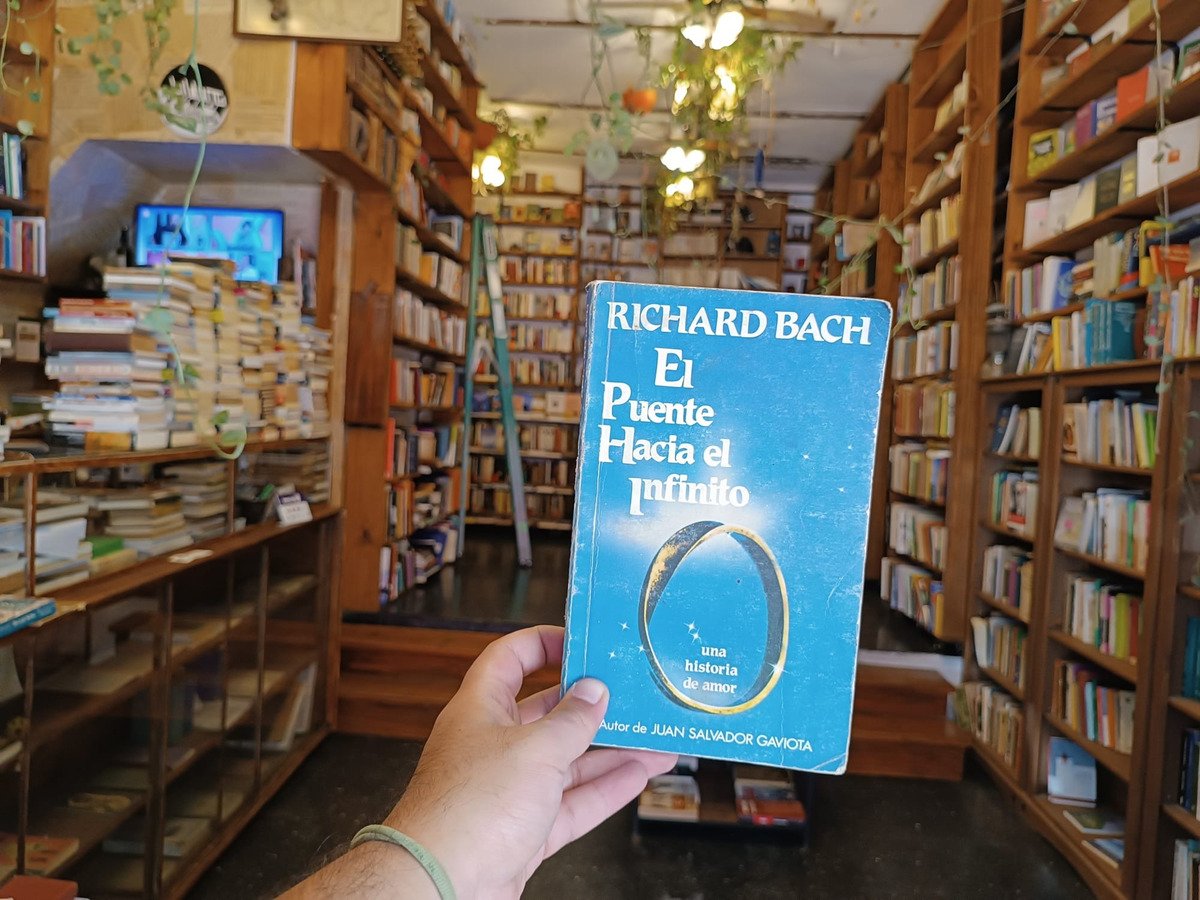 RICHARD BACH
El
Puente
Hacia el
Infinito
una
historia
de amor
Autor de JUAN SALVADOR GAVIOTA